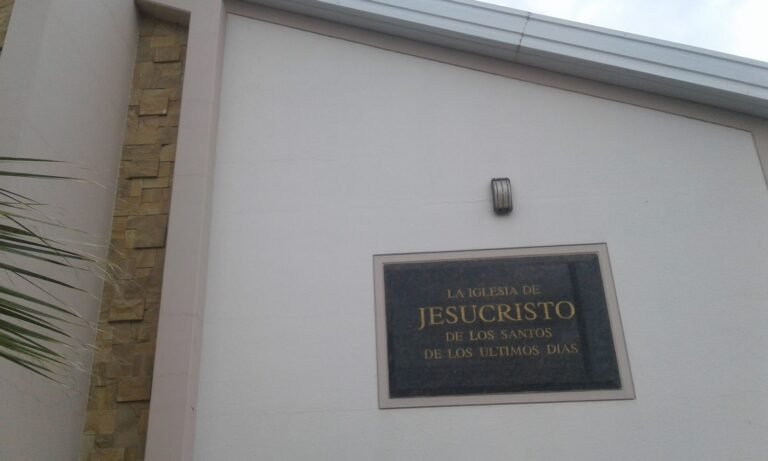 LA IGLESIA DE
JESUCRISTO
DE LOS SANTOS
DE LOS ULTIMOS DIAS